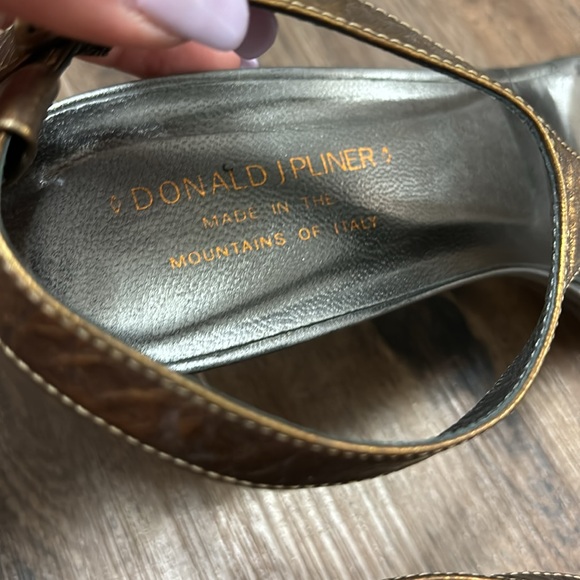 DONALD J PLINER
MADE IN THE
MOUNTAINS OF ITALY